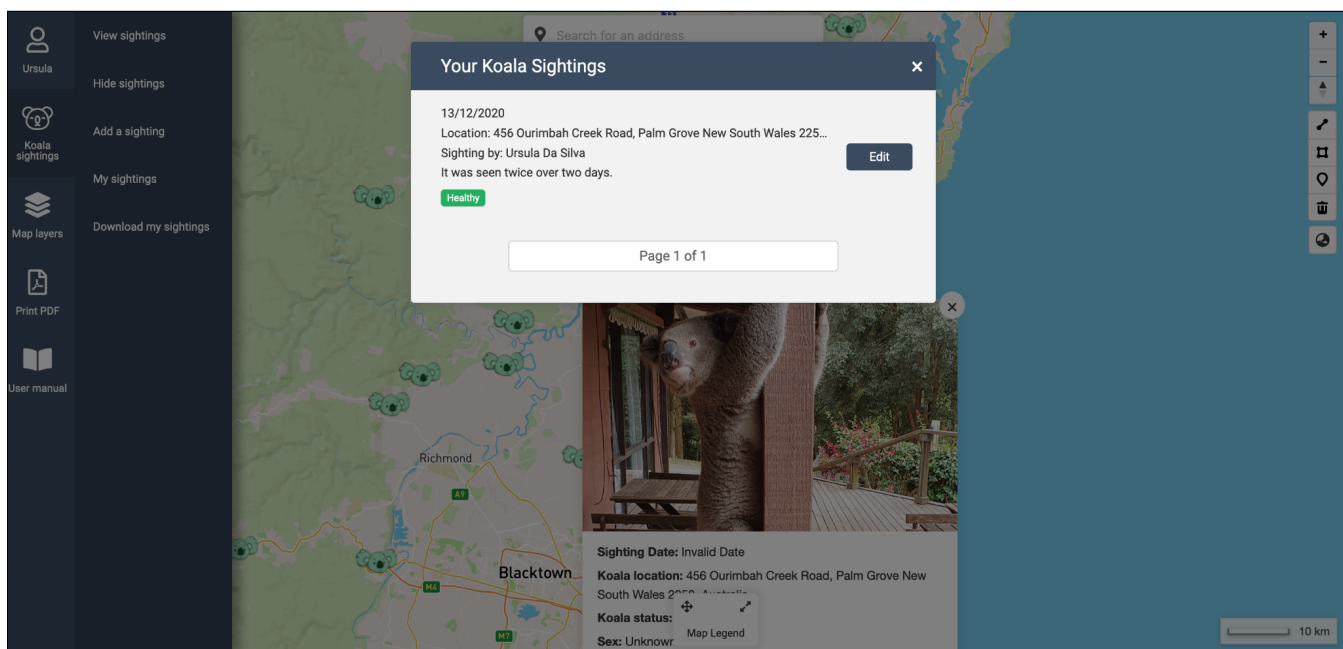 Ursula
Koala
sightings
Map layers
Print PDF
User manual
View sightings
Hide sightings
Add a sighting
My sightings
Download my sightings
Search for an address
Your Koala Sightings
×
13/12/2020
Location: 456 Ourimbah Creek Road, Palm Grove New South Wales 225...
Sighting by: Ursula Da Silva
It was seen twice over two days.
Healthy
Edit
Page 1 of 1
Richmond
A9
Blacktown
M4
M7
×
Sighting Date: Invalid Date
Koala location: 456 Ourimbah Creek Road, Palm Grove New
South Wales
Koala status:
Sex: Unknown
Map Legend
+
−
10 km